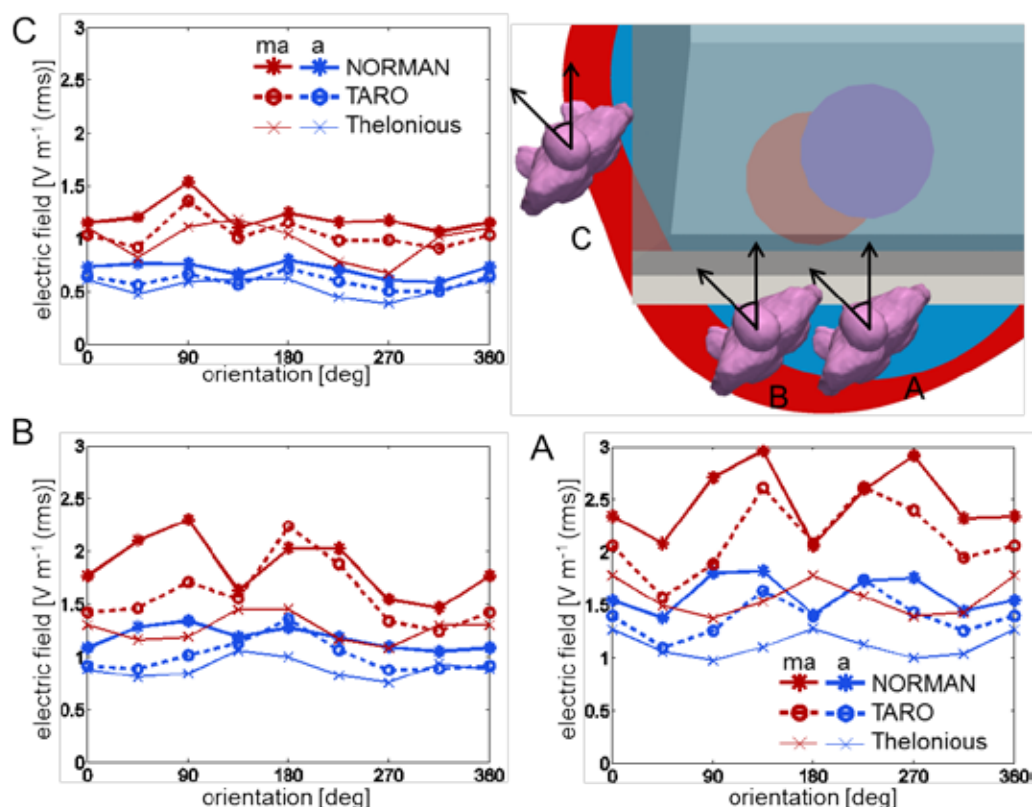 C
3
2.5
2
1.5
1
0.5
0
electric field [V m⁻¹ (rms)]
ma a
NORMAN
TARO
Thelonious
0 90 180 270 360
orientation [deg]
C
B
A
B
3
2.5
2
1.5
1
0.5
0
electric field [V m⁻¹ (rms)]
0 90 180 270 360
orientation [deg]
A
3
2.5
2
1.5
1
0.5
0
electric field [V m⁻¹ (rms)]
ma a
NORMAN
TARO
Thelonious
0 90 180 270 360
orientation [deg]